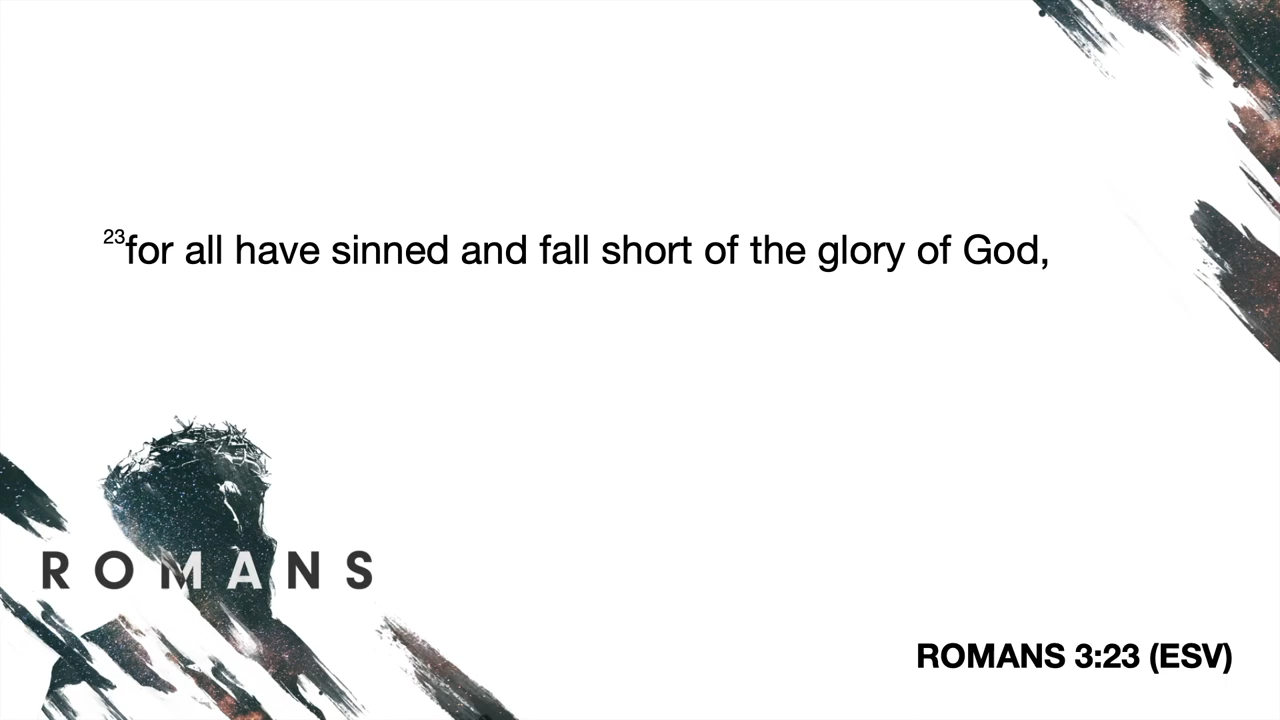 23for all have sinned and fall short of the glory of God,
ROMANS
ROMANS 3:23 (ESV)